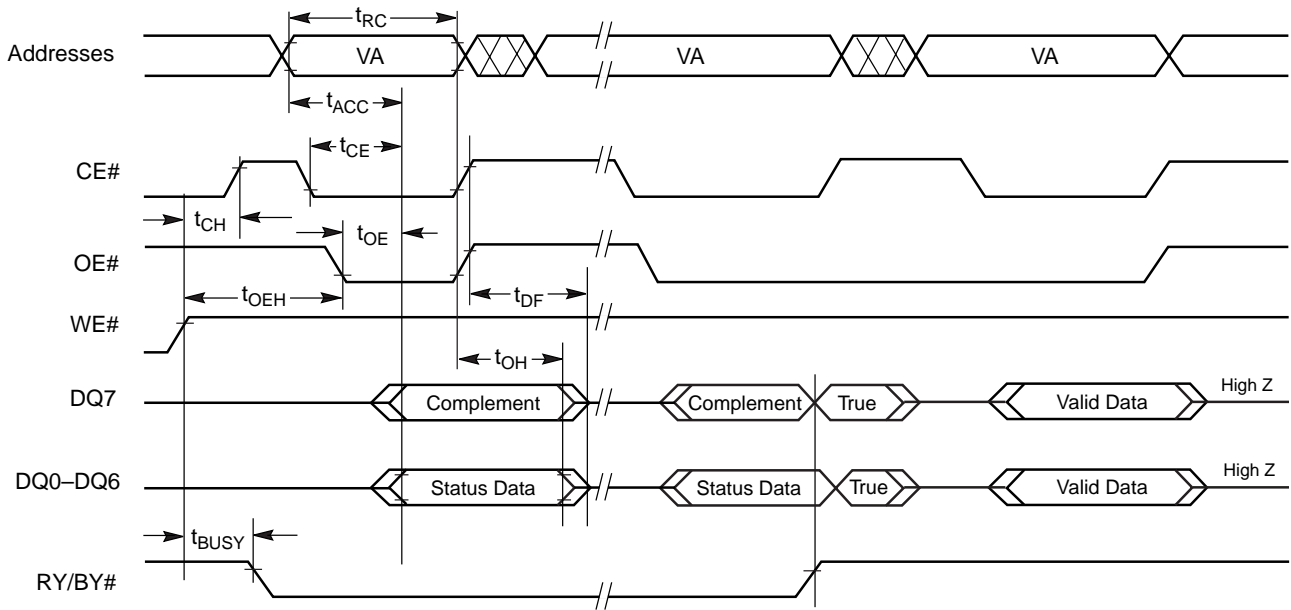 tRC
Addresses VA VA VA
tACC
tCE
CE#
tCH
tOE
OE#
tOEH tDF
WE#
tOH
DQ7 Complement Complement True Valid Data High Z
DQ0–DQ6 Status Data Status Data True Valid Data High Z
tBUSY
RY/BY#